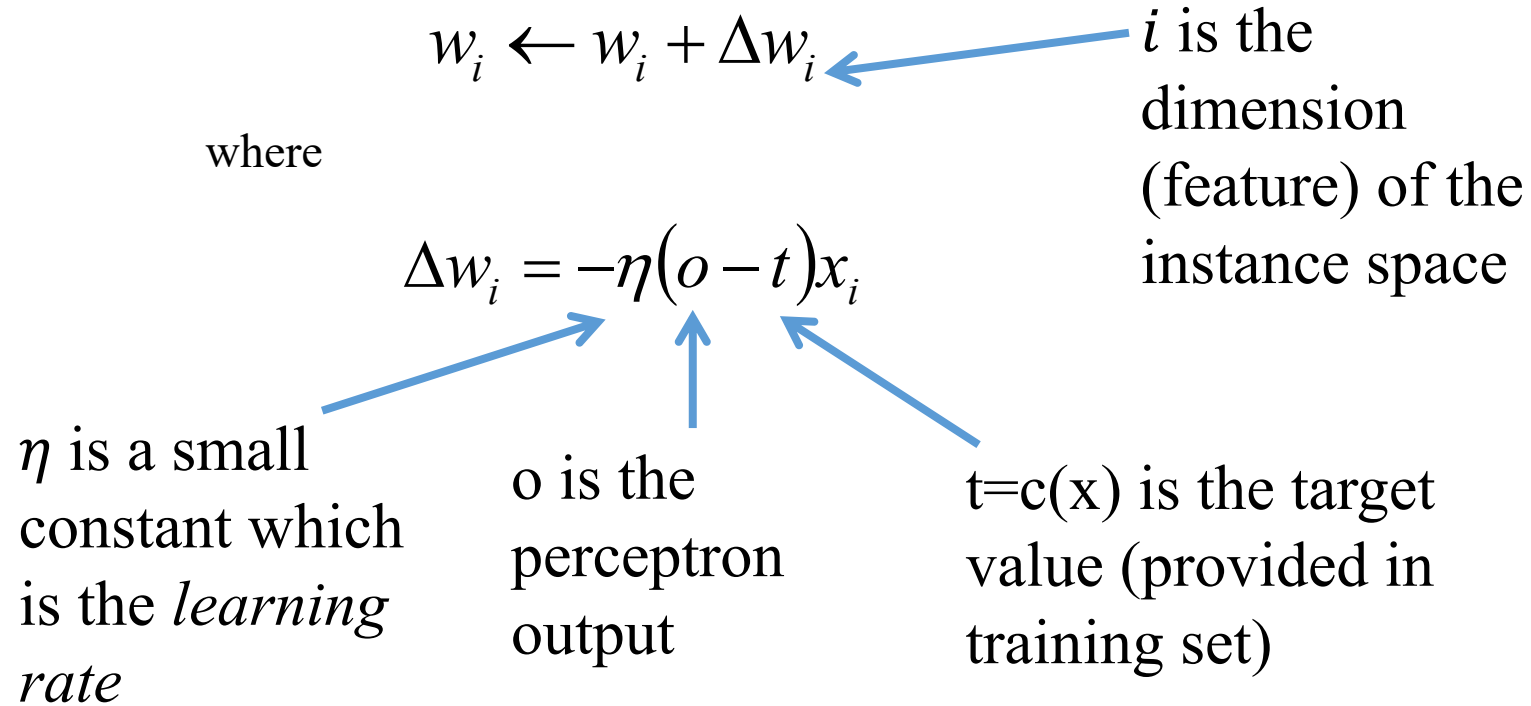 wᵢ ← wᵢ + Δwᵢ
i is the
dimension
(feature) of the
instance space
where
Δwᵢ = −η(o − t)xᵢ
η is a small
constant which
is the learning
rate
o is the
perceptron
output
t=c(x) is the target
value (provided in
training set)